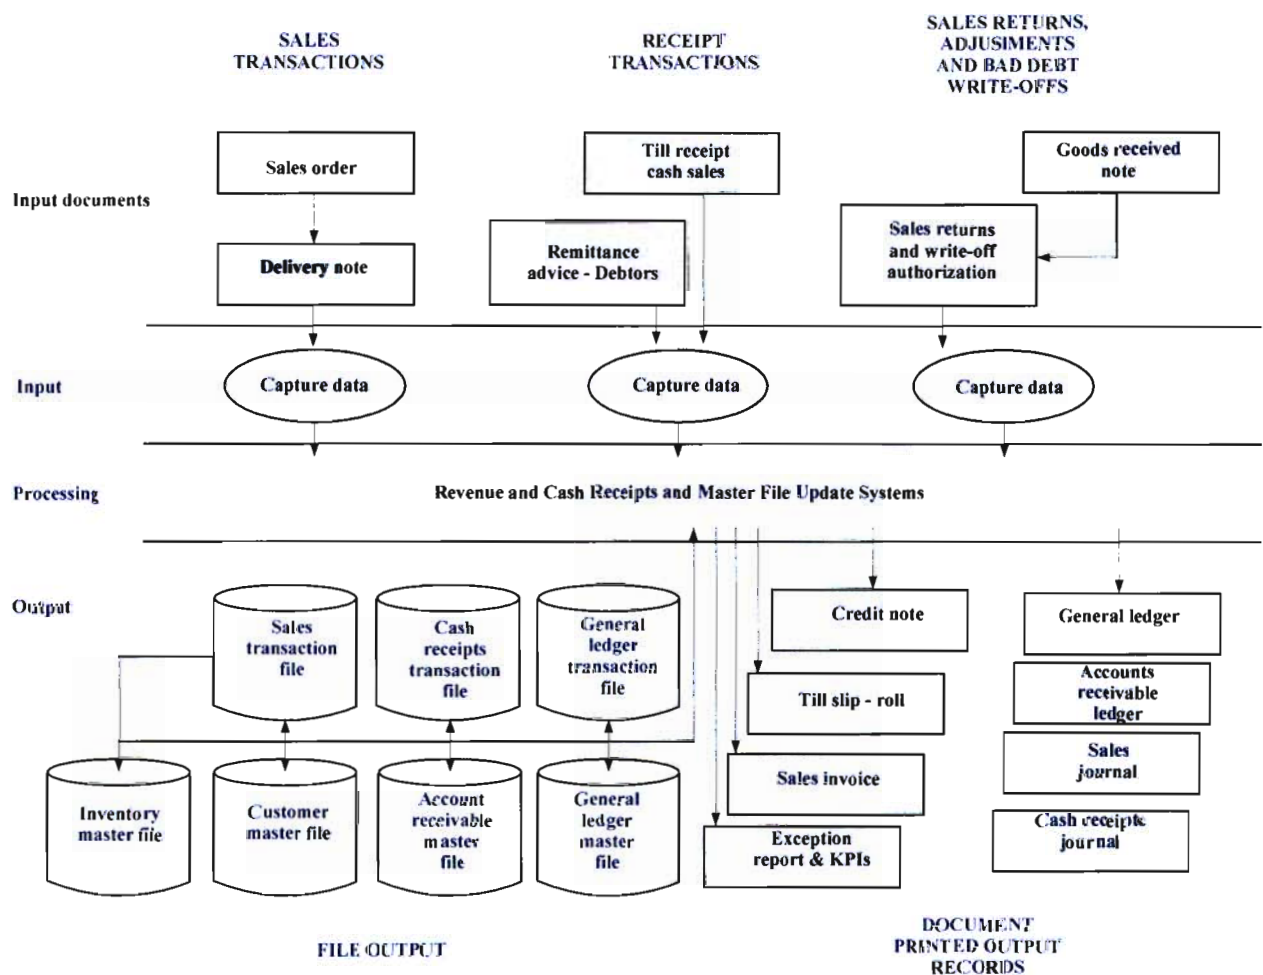 SALES
TRANSACTIONS
RECEIPT
TRANSACTIONS
SALES RETURNS,
ADJUSIMENTS
AND BAD DEBT
WRITE-OFFS
Input documents
Sales order
Delivery note
Till receipt
cash sales
Remittance
advice - Debtors
Goods received
note
Sales returns
and write-off
authorization
Input
Capture data
Capture data
Capture data
Processing
Revenue and Cash Receipts and Master File Update Systems
Output
Sales
transaction
file
Cash
receipts
transaction
file
General
ledger
transaction
file
Credit note
General ledger
Till slip - roll
Accounts
receivable
ledger
Sales invoice
Sales
journal
Inventory
master file
Customer
master file
Account
receivable
master
file
General
ledger
master
file
Exception
report & KPIs
Cash receipts
journal
FILE OUTPUT
DOCUMENT
PRINTED OUTPUT
RECORDS